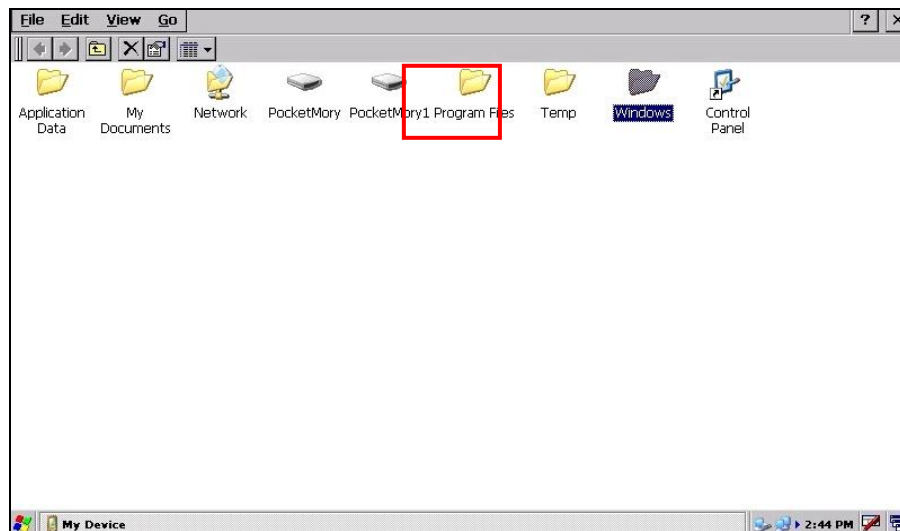 File Edit View Go ? ×
Application Data
My Documents
Network
PocketMory
PocketMory1
Program Files
Temp
Windows
Control Panel
My Device
2:44 PM